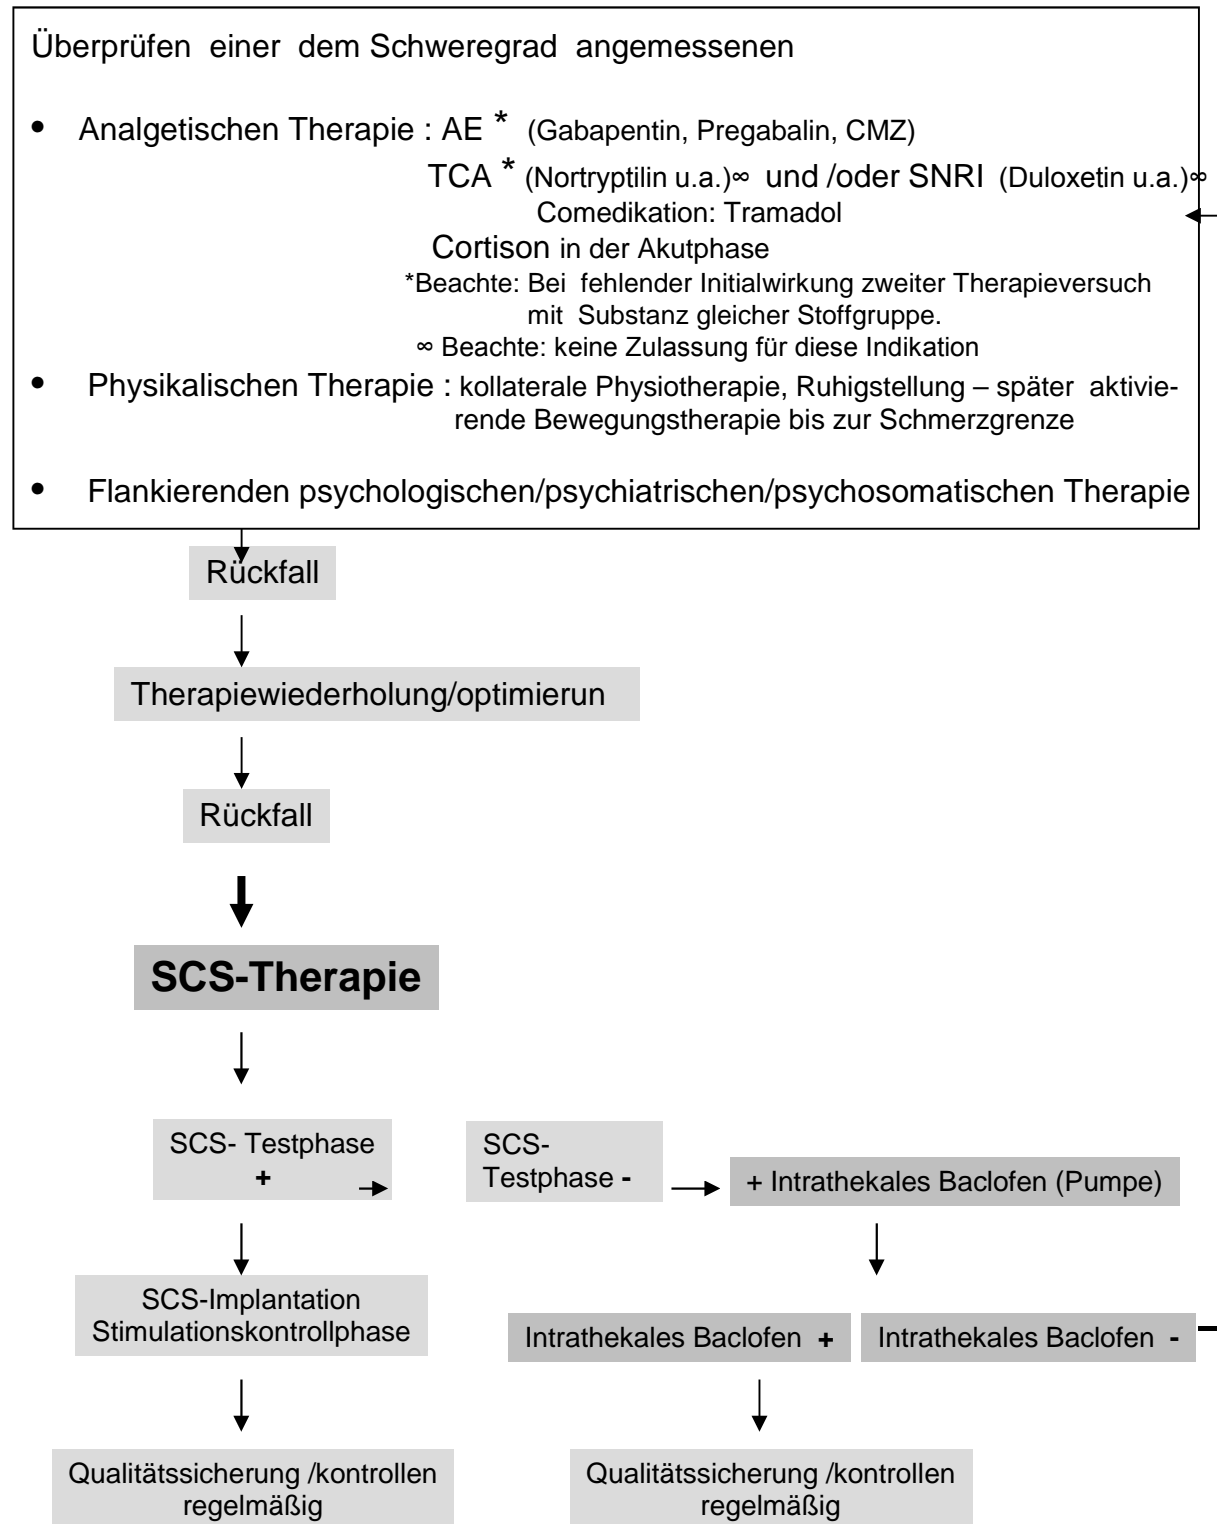 Überprüfen einer dem Schweregrad angemessenen
• Analgetischen Therapie : AE * (Gabapentin, Pregabalin, CMZ)
TCA * (Nortryptilin u.a.)∞ und /oder SNRI (Duloxetin u.a.)∞
Comedikation: Tramadol
Cortison in der Akutphase
*Beachte: Bei fehlender Initialwirkung zweiter Therapieversuch
mit Substanz gleicher Stoffgruppe.
∞ Beachte: keine Zulassung für diese Indikation
• Physikalischen Therapie : kollaterale Physiotherapie, Ruhigstellung – später aktivie-
rende Bewegungstherapie bis zur Schmerzgrenze
• Flankierenden psychologischen/psychiatrischen/psychosomatischen Therapie
Rückfall
Therapiewiederholung/optimierun
Rückfall
SCS-Therapie
SCS- Testphase
+
SCS-
Testphase -
+ Intrathekales Baclofen (Pumpe)
SCS-Implantation
Stimulationskontrollphase
Intrathekales Baclofen +
Intrathekales Baclofen -
Qualitätssicherung /kontrollen
regelmäßig
Qualitätssicherung /kontrollen
regelmäßig